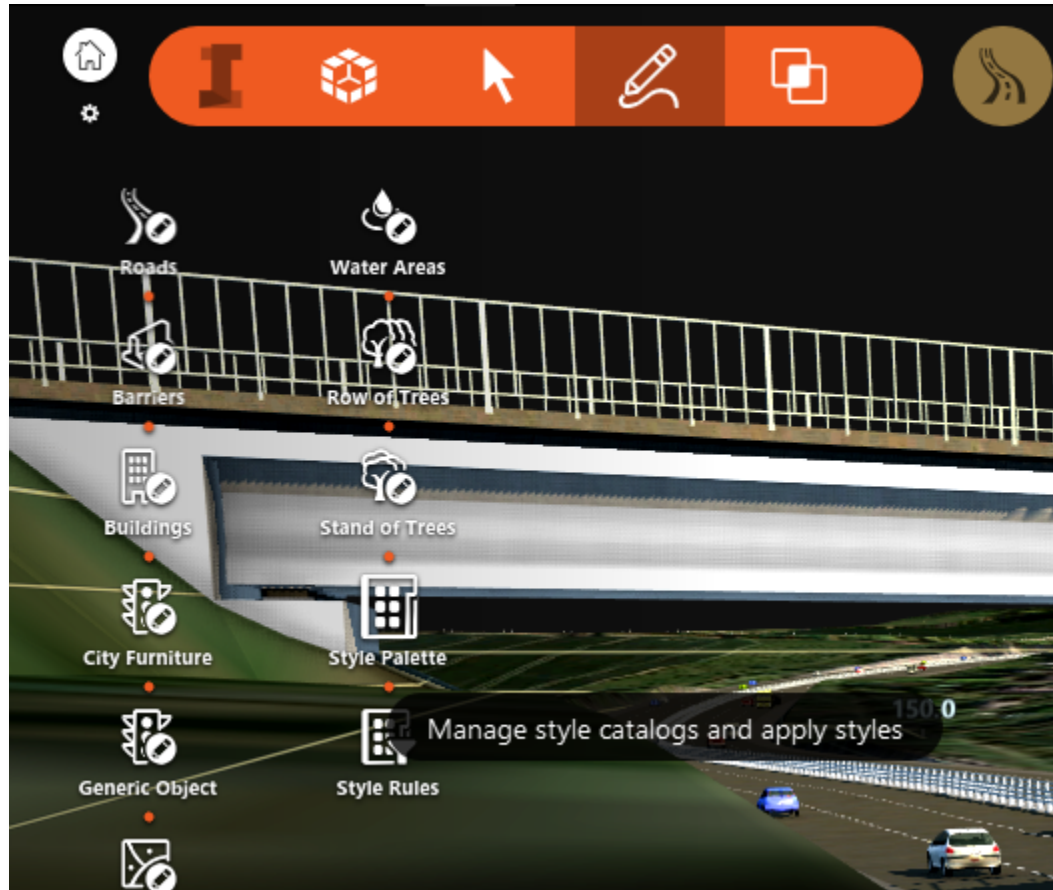 Roads
Water Areas
Barriers
Row of Trees
Buildings
Stand of Trees
City Furniture
Style Palette
150.0
Manage style catalogs and apply styles
Generic Object
Style Rules